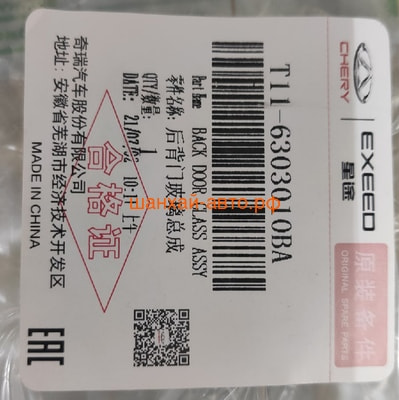 CHERY
EXEED
星途
原装备件
ORIGINAL SPARE PARTS
T11-6303010BA
Part Name: BACK DOOR GLASS ASSY
零件名称: 后背门玻璃总成
QTY/数量: 1
DATE:
合格证
奇瑞汽车股份有限公司
地址: 安徽省芜湖市经济技术开发区
MADE IN CHINA
EAC
шанхай-авто.рф